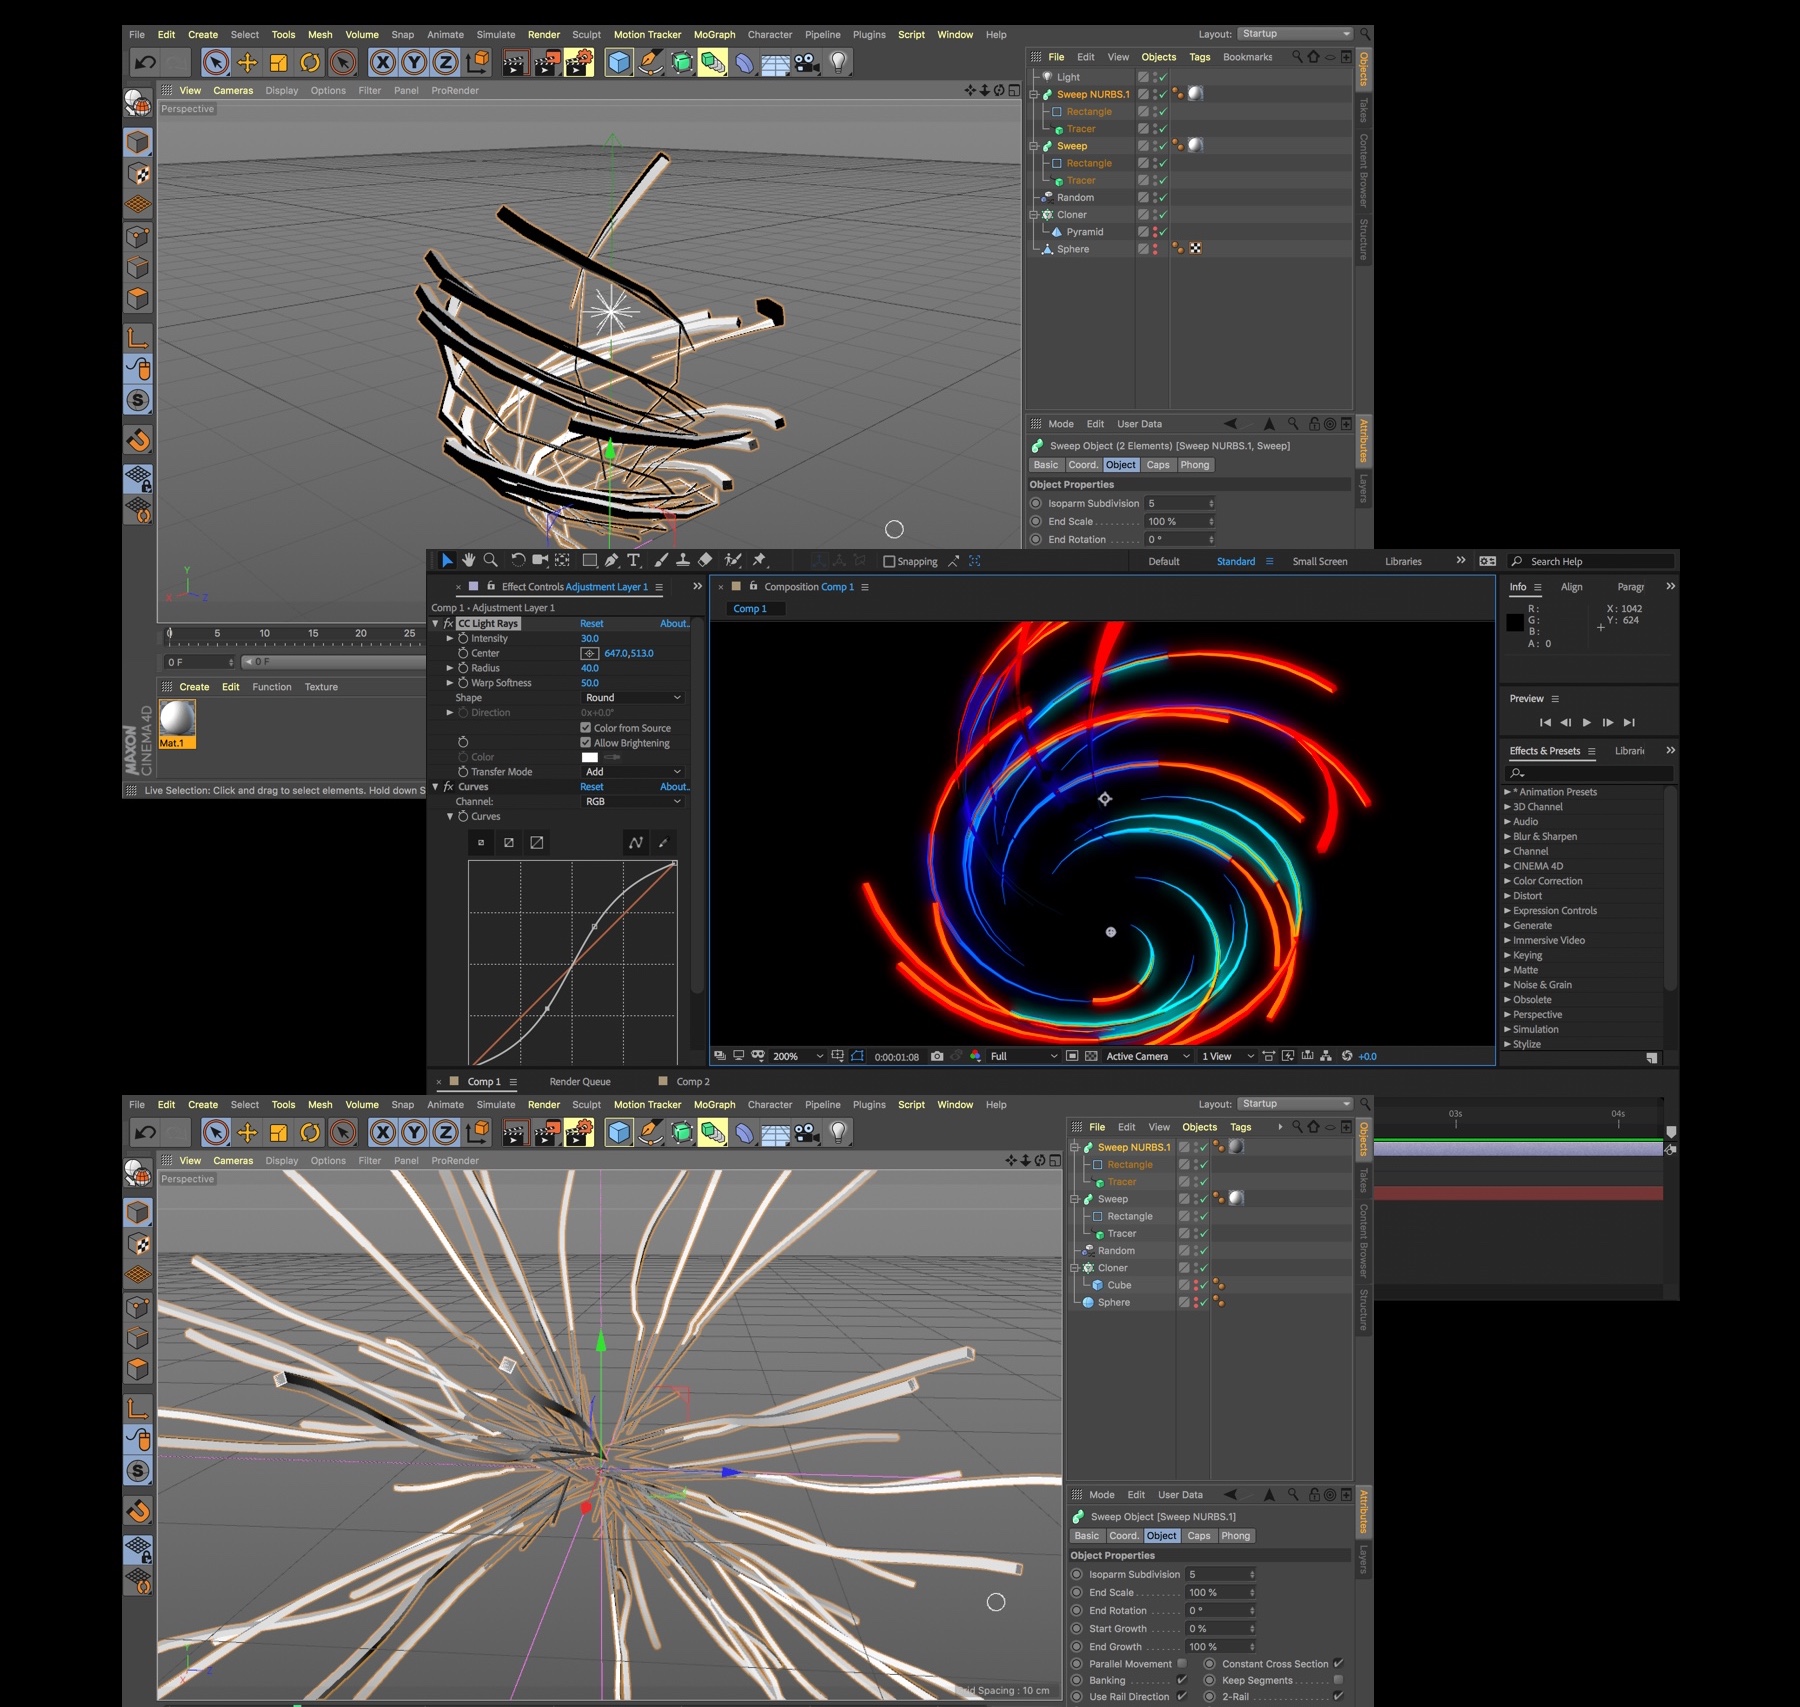 File Edit Create Select Tools Mesh Volume Snap Animate Simulate Render Sculpt Motion Tracker MoGraph Character Pipeline Plugins Script Window Help Layout: Startup
X Y Z
File Edit View Objects Tags Bookmarks
View Cameras Display Options Filter Panel ProRender
Perspective
Light
Sweep NURBS.1
Rectangle
Tracer
Sweep
Rectangle
Tracer
Random
Cloner
Pyramid
Sphere
Objects
Takes
Content Browser
Structure
Mode Edit User Data
Sweep Object (2 Elements) [Sweep NURBS.1, Sweep]
Basic Coord. Object Caps Phong
Object Properties
Isoparm Subdivision 5
End Scale 100 %
End Rotation 0 °
Attributes
Layers
S
Y
X Z
0 5 10 15 20 25
0 F 0 F
Create Edit Function Texture
Mat.1
MAXON
CINEMA 4D
Live Selection: Click and drag to select elements. Hold down S
Snapping
Default Standard Small Screen Libraries Search Help
Effect Controls Adjustment Layer 1
Comp 1 • Adjustment Layer 1
fx CC Light Rays Reset About..
Intensity 30.0
Center 647.0,513.0
Radius 40.0
Warp Softness 50.0
Shape Round
Direction 0x+0.0°
Color from Source
Allow Brightening
Color
Transfer Mode Add
fx Curves Reset About..
Channel: RGB
Curves
Composition Comp 1
Comp 1
200% 0:00:01:08 Full Active Camera 1 View +0.0
Info Align Paragr
R: X: 1042
G: Y: 624
B:
A: 0
Preview
Effects & Presets Librari
* Animation Presets
3D Channel
Audio
Blur & Sharpen
Channel
CINEMA 4D
Color Correction
Distort
Expression Controls
Generate
Immersive Video
Keying
Matte
Noise & Grain
Obsolete
Perspective
Simulation
Stylize
Comp 1 Render Queue Comp 2
03s 04s
File Edit Create Select Tools Mesh Volume Snap Animate Simulate Render Sculpt Motion Tracker MoGraph Character Pipeline Plugins Script Window Help Layout: Startup
X Y Z
File Edit View Objects Tags
View Cameras Display Options Filter Panel ProRender
Perspective
Sweep NURBS.1
Rectangle
Tracer
Sweep
Rectangle
Tracer
Random
Cloner
Cube
Sphere
Objects
Takes
Content Browser
Structure
S
Mode Edit User Data
Sweep Object [Sweep NURBS.1]
Basic Coord. Object Caps Phong
Object Properties
Isoparm Subdivision 5
End Scale 100 %
End Rotation 0 °
Start Growth 0 %
End Growth 100 %
Parallel Movement Constant Cross Section
Banking Keep Segments
Use Rail Direction 2-Rail
Attributes
Layers
Spacing : 10 cm